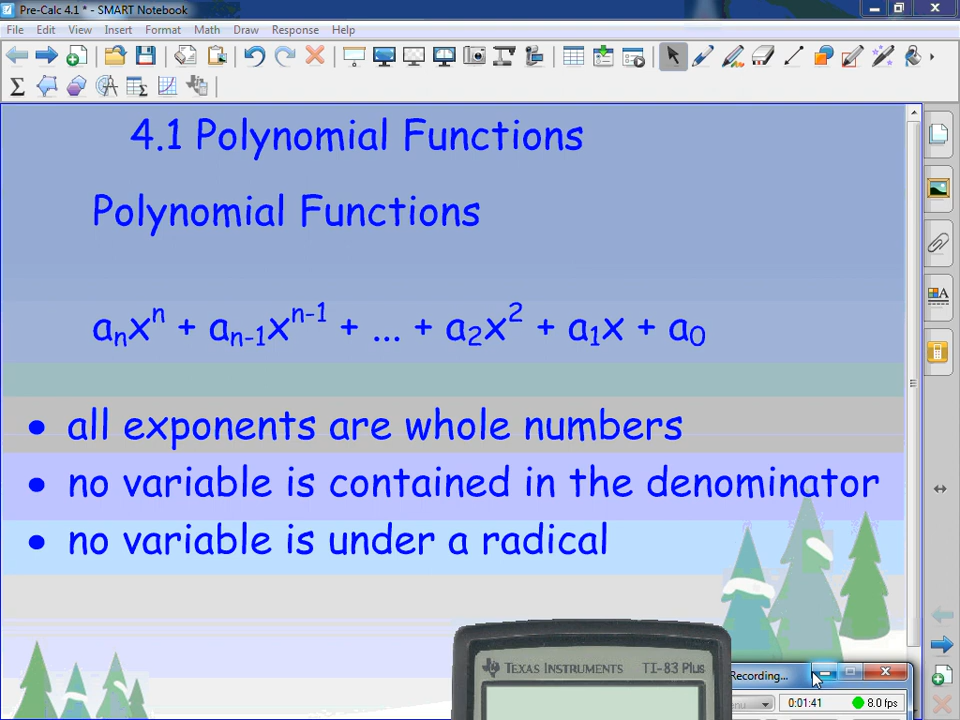 Pre-Calc 4.1 * - SMART Notebook
File Edit View Insert Format Math Draw Response Help
4.1 Polynomial Functions
Polynomial Functions
aₙxⁿ + aₙ₋₁xⁿ⁻¹ + ... + a₂x² + a₁x + a₀
• all exponents are whole numbers
• no variable is contained in the denominator
• no variable is under a radical
TEXAS INSTRUMENTS TI-83 Plus
Recording...
0:01:41 8.0 fps